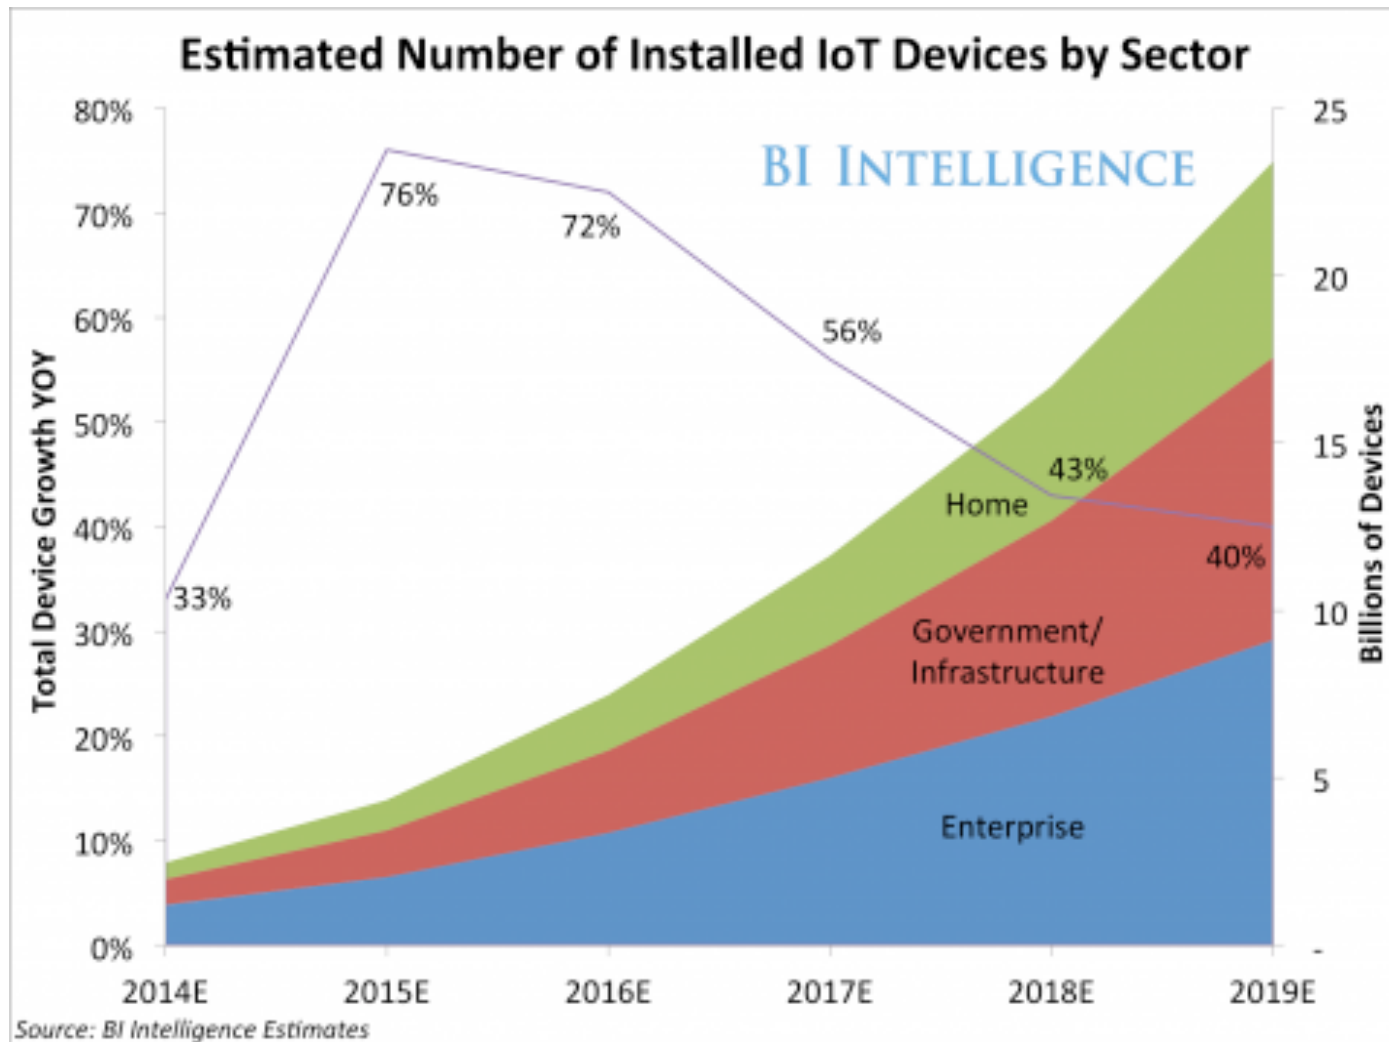 Estimated Number of Installed IoT Devices by Sector
BI INTELLIGENCE
Total Device Growth YOY
80%
70%
60%
50%
40%
30%
20%
10%
0%
33%
76%
72%
56%
43%
40%
Home
Government/
Infrastructure
Enterprise
25
20
15
10
5
-
Billions of Devices
2014E 2015E 2016E 2017E 2018E 2019E
Source: BI Intelligence Estimates